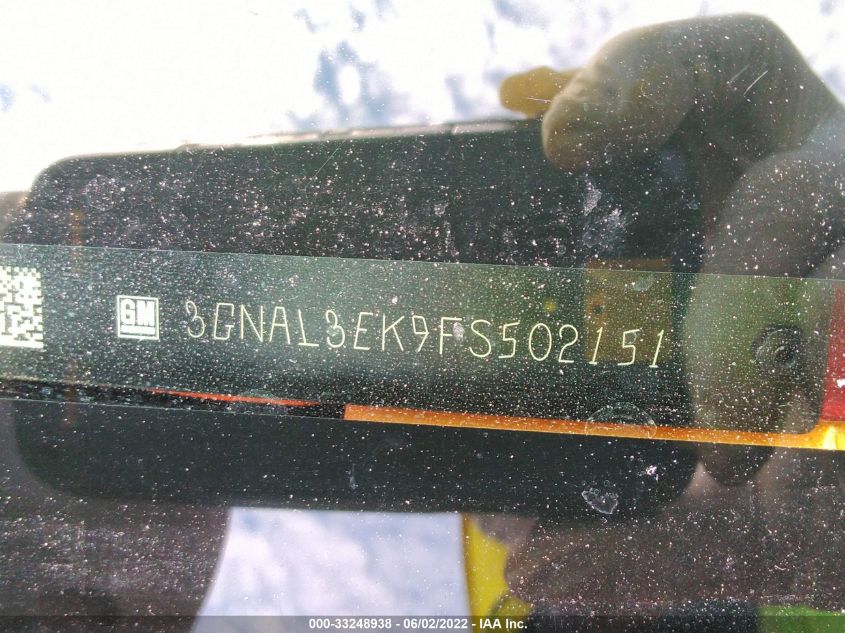 GM 3GNAL3EK9FS502151
000-33248938 - 06/02/2022 - IAA Inc.